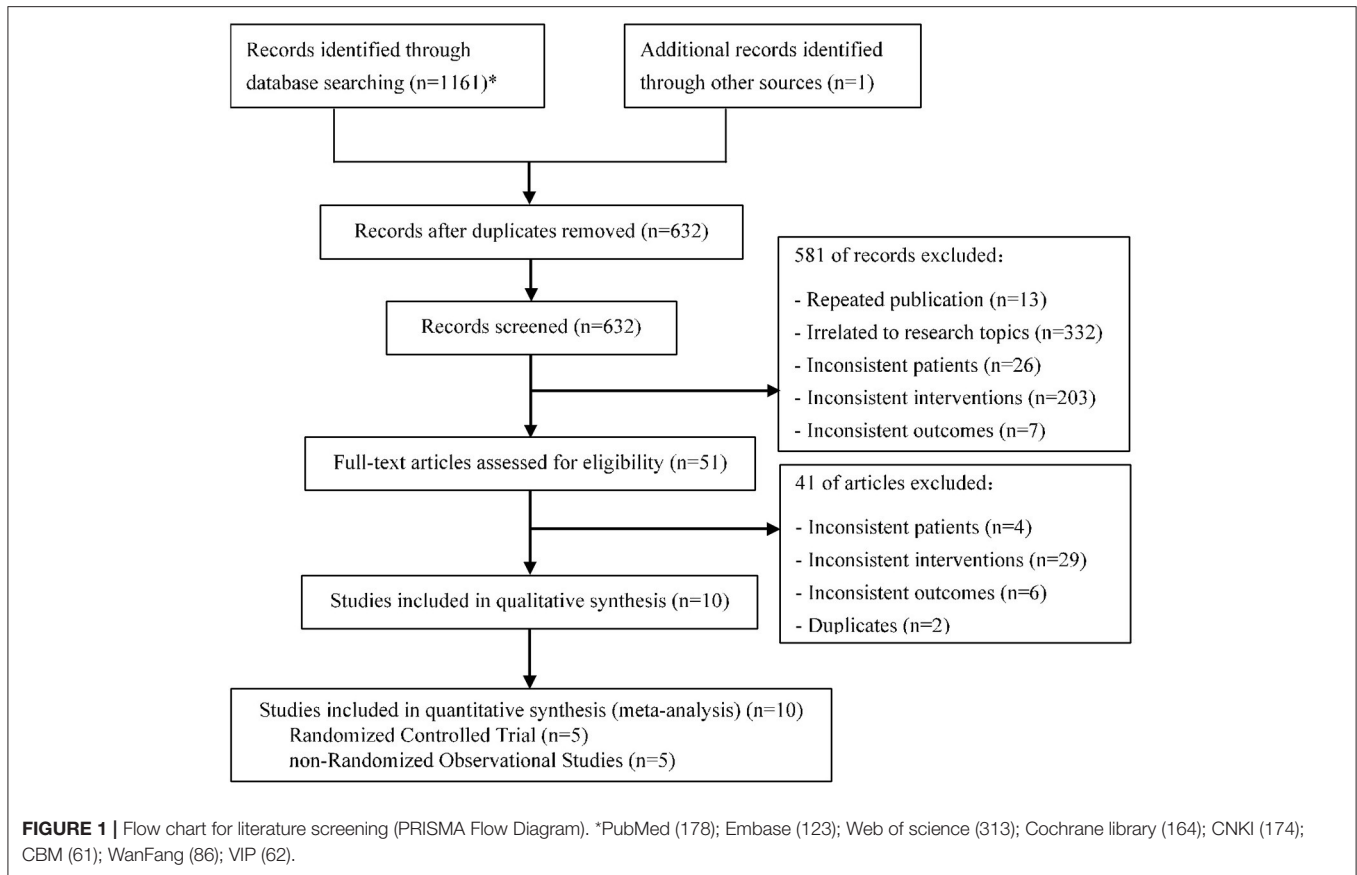 Records identified through
database searching (n=1161)*
Additional records identified
through other sources (n=1)
Records after duplicates removed (n=632)
Records screened (n=632)
581 of records excluded：
- Repeated publication (n=13)
- Irrelated to research topics (n=332)
- Inconsistent patients (n=26)
- Inconsistent interventions (n=203)
- Inconsistent outcomes (n=7)
Full-text articles assessed for eligibility (n=51)
41 of articles excluded：
- Inconsistent patients (n=4)
- Inconsistent interventions (n=29)
- Inconsistent outcomes (n=6)
- Duplicates (n=2)
Studies included in qualitative synthesis (n=10)
Studies included in quantitative synthesis (meta-analysis) (n=10)
Randomized Controlled Trial (n=5)
non-Randomized Observational Studies (n=5)
FIGURE 1 | Flow chart for literature screening (PRISMA Flow Diagram). *PubMed (178); Embase (123); Web of science (313); Cochrane library (164); CNKI (174);
CBM (61); WanFang (86); VIP (62).